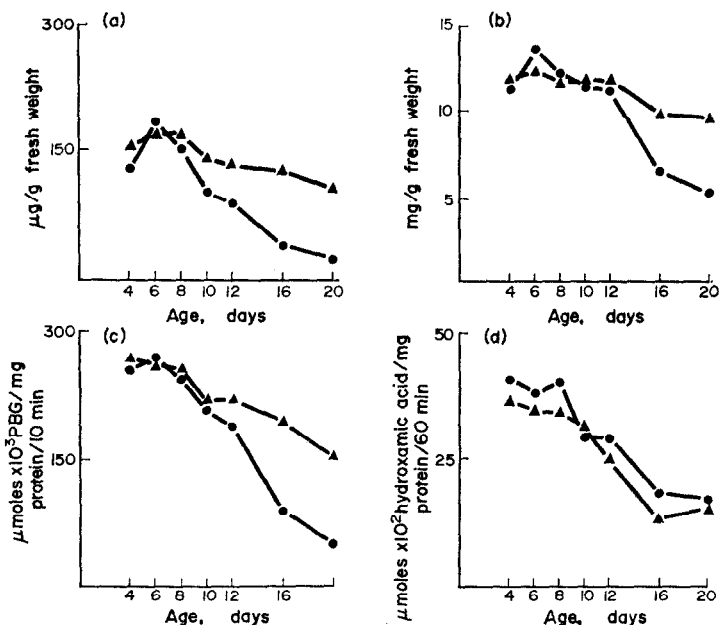 300
(a)
150
μg/g fresh weight
4 6 8 10 12 16 20
Age, days
15
(b)
10
5
mg/g fresh weight
4 6 8 10 12 16 20
Age, days
300
(c)
150
μmoles x10³PBG/mg
protein/10 min
4 6 8 10 12 16
Age, days
50
(d)
25
μmoles x10²hydroxamic acid/mg
protein/60 min
4 6 8 10 12 16 20
Age, days